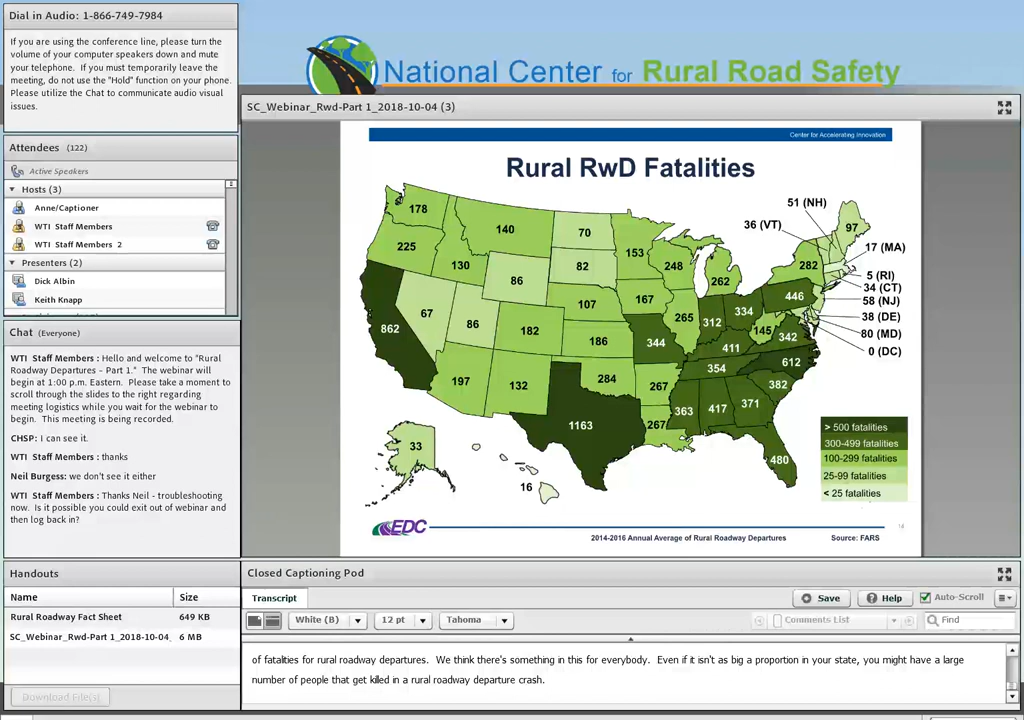 Dial in Audio: 1-866-749-7984
If you are using the conference line, please turn the
volume of your computer speakers down and mute
your telephone. If you must temporarily leave the
meeting, do not use the "Hold" function on your phone.
Please utilize the Chat to communicate audio visual
issues.
National Center for Rural Road Safety
SC_Webinar_Rwd-Part 1_2018-10-04 (3)
Attendees (122)
Active Speakers
Hosts (3)
Anne/Captioner
WTI Staff Members
WTI Staff Members 2
Presenters (2)
Dick Albin
Keith Knapp
Chat (Everyone)
WTI Staff Members : Hello and welcome to "Rural
Roadway Departures - Part 1." The webinar will
begin at 1:00 p.m. Eastern. Please take a moment to
scroll through the slides to the right regarding
meeting logistics while you wait for the webinar to
begin. This meeting is being recorded.
CHSP: I can see it.
WTI Staff Members : thanks
Neil Burgess: we don't see it either
WTI Staff Members : Thanks Neil - troubleshooting
now. Is it possible you could exit out of webinar and
then log back in?
Center for Accelerating Innovation
Rural RwD Fatalities
51 (NH)
36 (VT)
178
140
70
153
97
225
130
86
82
248
262
282
17 (MA)
5 (RI)
34 (CT)
58 (NJ)
38 (DE)
80 (MD)
0 (DC)
67
86
182
107
167
265
312
334
446
862
186
344
411
145
342
197
132
284
267
354
612
382
1163
267
363
417
371
480
33
16
> 500 fatalities
300-499 fatalities
100-299 fatalities
25-99 fatalities
< 25 fatalities
EDC
2014-2016 Annual Average of Rural Roadway Departures
Source: FARS
14
Handouts
Name Size
Rural Roadway Fact Sheet 649 KB
SC_Webinar_Rwd-Part 1_2018-10-04 6 MB
Download File(s)
Closed Captioning Pod
Transcript
Save
Help
Auto-Scroll
White (B)
12 pt
Tahoma
Comments List
Find
of fatalities for rural roadway departures. We think there's something in this for everybody. Even if it isn't as big a proportion in your state, you might have a large
number of people that get killed in a rural roadway departure crash.